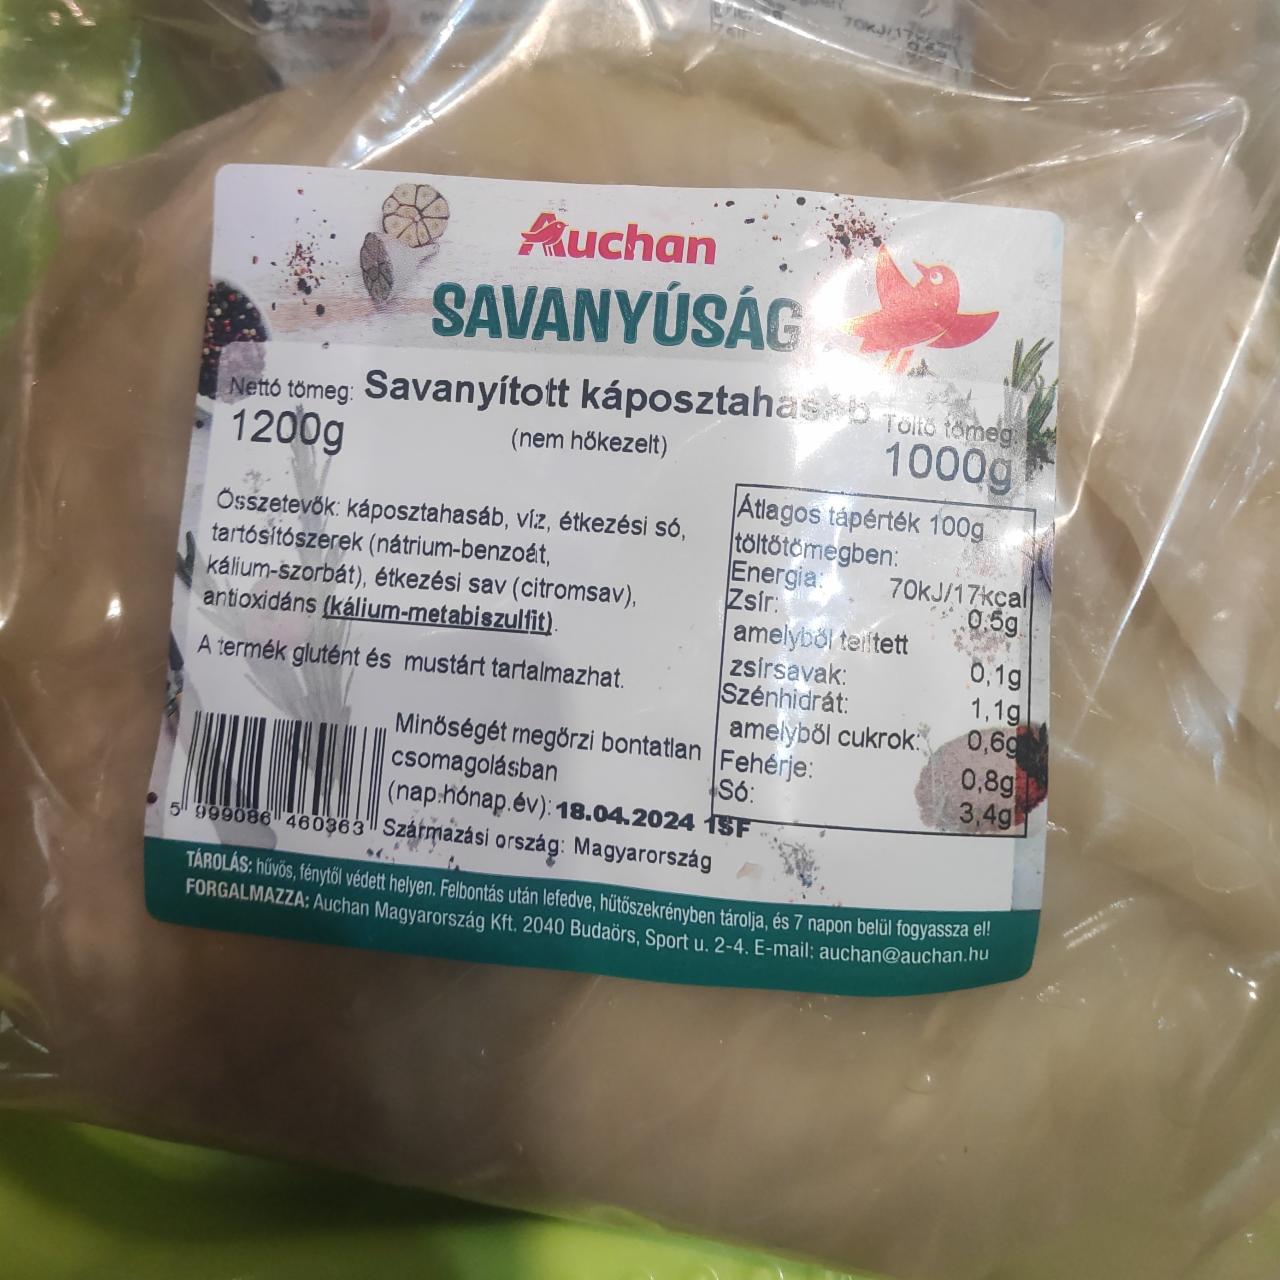 Auchan
SAVANYÚSÁG
Nettó tömeg: Savanyított káposztahasáb Töltő tömeg:
1200g (nem hőkezelt) 1000g
Összetevők: káposztahasáb, víz, étkezési só,
tartósítószerek (nátrium-benzoát,
kálium-szorbát), étkezési sav (citromsav),
antioxidáns (kálium-metabiszulfit).
A termék glutént és mustárt tartalmazhat.
Átlagos tápérték 100g
töltőtömegben:
Energia: 70kJ/17kcal
Zsír: 0,5g
amelyből telített
zsírsavak: 0,1g
Szénhidrát: 1,1g
amelyből cukrok: 0,6g
Fehérje: 0,8g
Só: 3,4g
Minőségét megőrzi bontatlan
csomagolásban
(nap.hónap.év): 18.04.2024 1SF
Származási ország: Magyarország
5 999086 460363
TÁROLÁS: hűvös, fénytől védett helyen. Felbontás után lefedve, hűtőszekrényben tárolja, és 7 napon belül fogyassza el!
FORGALMAZZA: Auchan Magyarország Kft. 2040 Budaörs, Sport u. 2-4. E-mail: auchan@auchan.hu